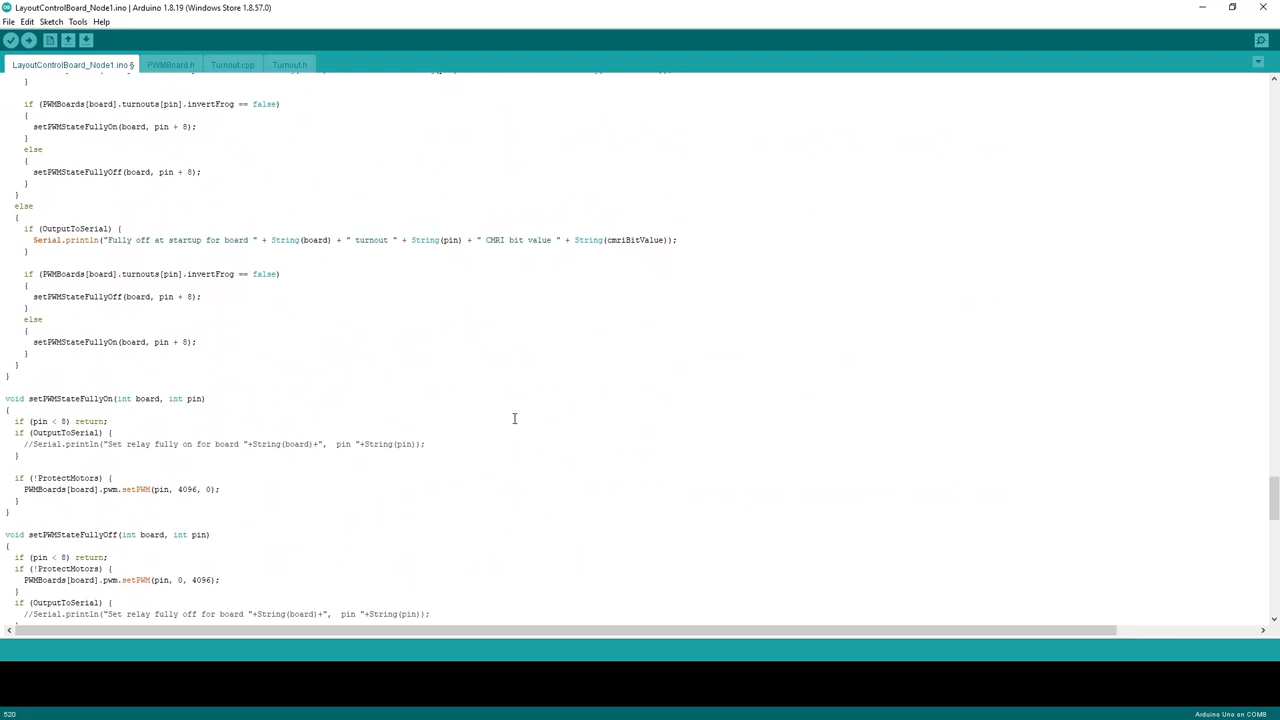 LayoutControlBoard_Node1.ino | Arduino 1.8.19 (Windows Store 1.8.57.0)
File Edit Sketch Tools Help
LayoutControlBoard_Node1.ino § PWMBoard.h Turnout.cpp Turnout.h
}
if (PWMBoards[board].turnouts[pin].invertFrog == false)
{
setPWMStateFullyOn(board, pin + 8);
}
else
{
setPWMStateFullyOff(board, pin + 8);
}
}
else
{
if (OutputToSerial) {
Serial.println("Fully off at startup for board " + String(board) + " turnout " + String(pin) + " CMRI bit value " + String(cmriBitValue));
}
if (PWMBoards[board].turnouts[pin].invertFrog == false)
{
setPWMStateFullyOff(board, pin + 8);
}
else
{
setPWMStateFullyOn(board, pin + 8);
}
}
}
void setPWMStateFullyOn(int board, int pin)
{
if (pin < 8) return;
if (OutputToSerial) {
//Serial.println("Set relay fully on for board "+String(board)+",  pin "+String(pin));
}
if (!ProtectMotors) {
PWMBoards[board].pwm.setPWM(pin, 4096, 0);
}
}
void setPWMStateFullyOff(int board, int pin)
{
if (pin < 8) return;
if (!ProtectMotors) {
PWMBoards[board].pwm.setPWM(pin, 0, 4096);
}
if (OutputToSerial) {
//Serial.println("Set relay fully off for board "+String(board)+",  pin "+String(pin));
520
Arduino Uno on COM8